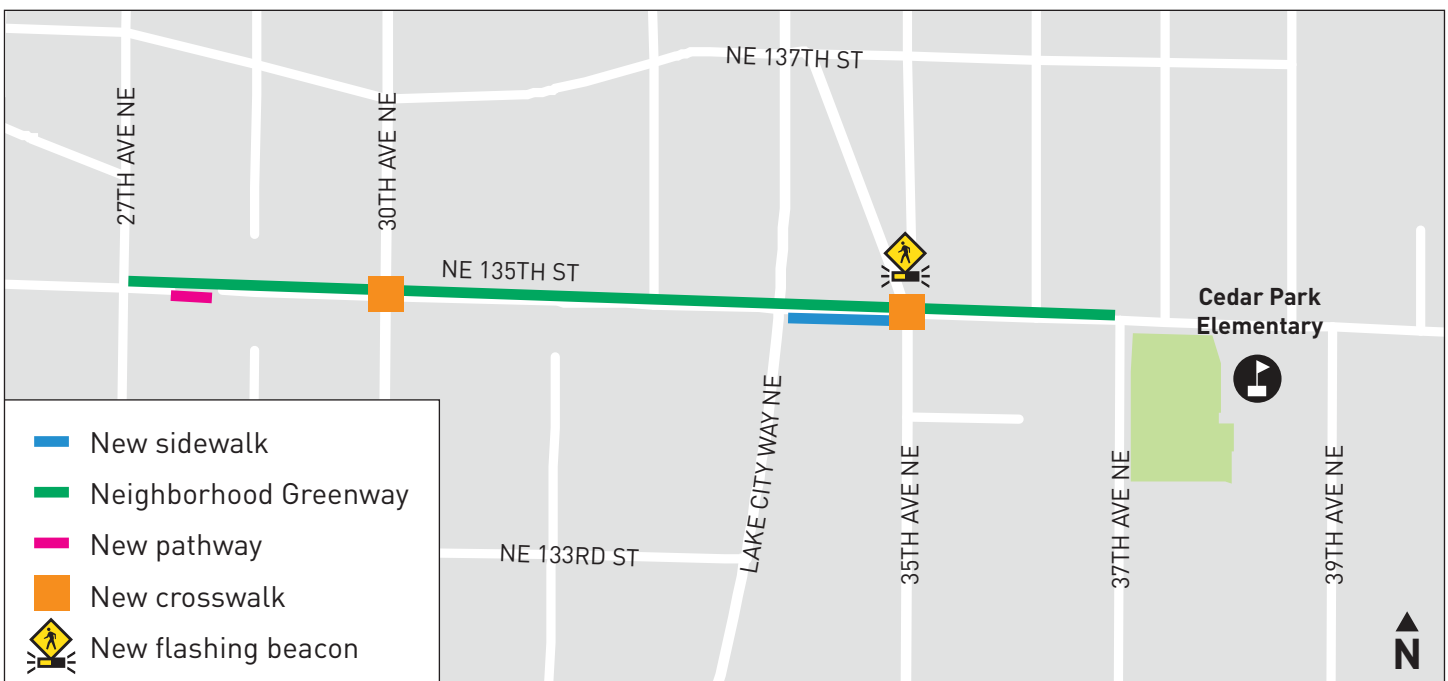 NE 137TH ST
27TH AVE NE
30TH AVE NE
NE 135TH ST
Cedar Park
Elementary
LAKE CITY WAY NE
35TH AVE NE
37TH AVE NE
39TH AVE NE
NE 133RD ST
New sidewalk
Neighborhood Greenway
New pathway
New crosswalk
New flashing beacon
N